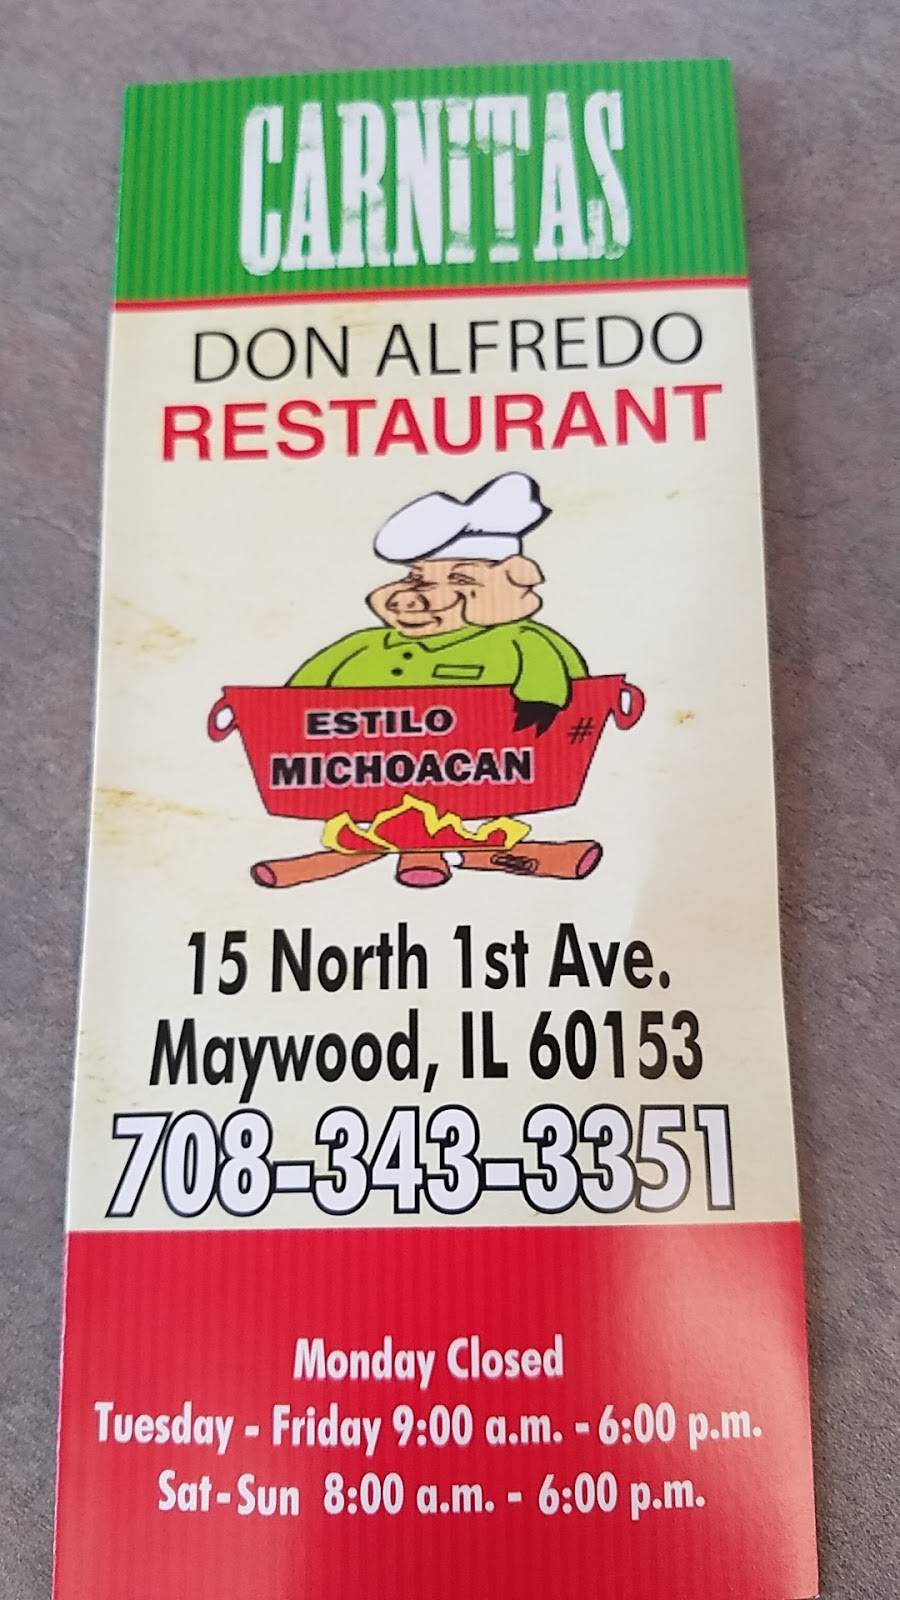 CARNITAS
DON ALFREDO
RESTAURANT
ESTILO
#
MICHOACAN
15 North 1st Ave.
Maywood, IL 60153
708-343-3351
Monday Closed
Tuesday - Friday 9:00 a.m. - 6:00 p.m.
Sat-Sun 8:00 a.m. - 6:00 p.m.